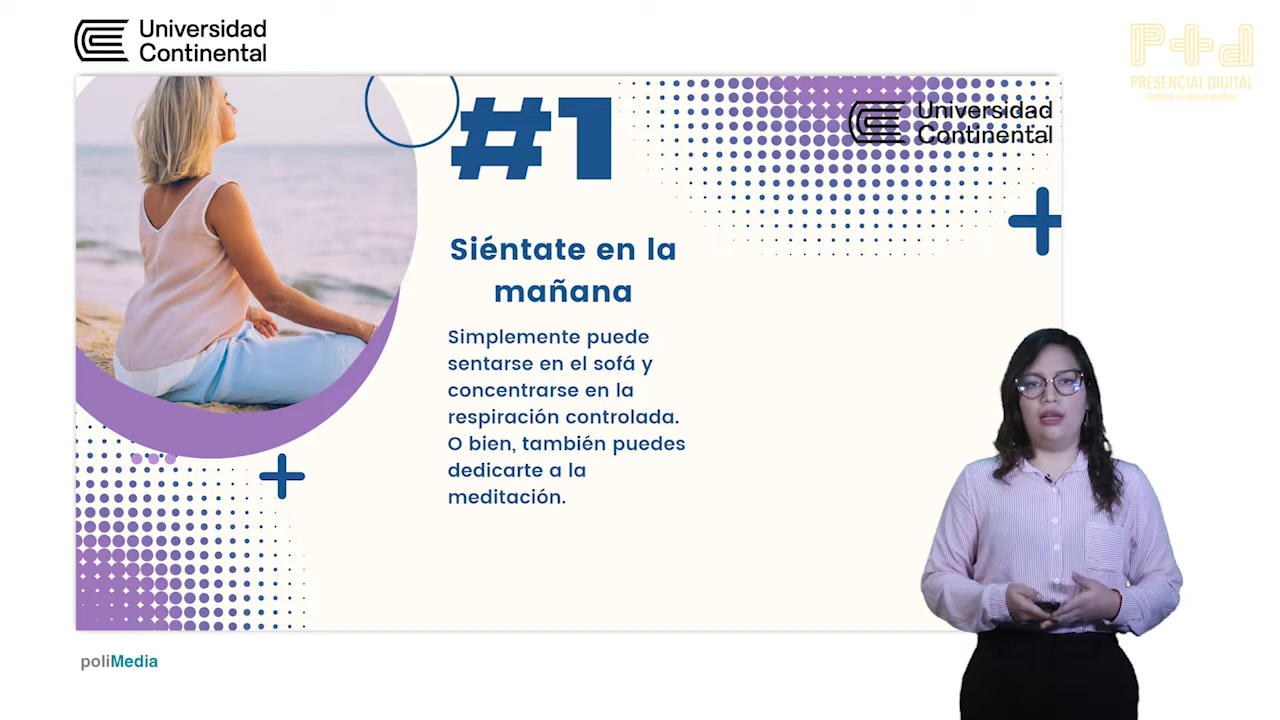 Universidad
Continental
P+d
PRESENCIAL DIGITAL
#1
Universidad
Continental
Siéntate en la
mañana
Simplemente puede
sentarse en el sofá y
concentrarse en la
respiración controlada.
O bien, también puedes
dedicarte a la
meditación.
poliMedia